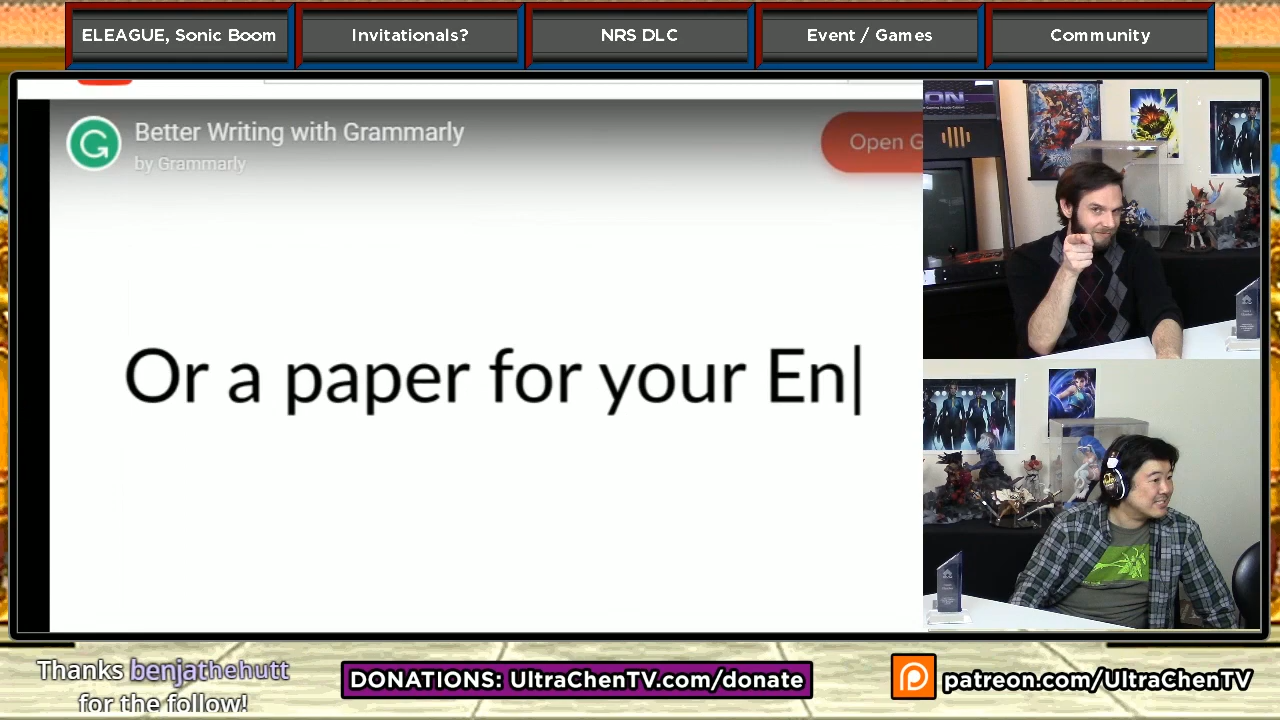 ELEAGUE, Sonic Boom
Invitationals?
NRS DLC
Event / Games
Community
Better Writing with Grammarly
by Grammarly
Open G
Or a paper for your En
ON
Thanks benjathehutt
for the follow!
DONATIONS: UltraChenTV.com/donate
patreon.com/UltraChenTV